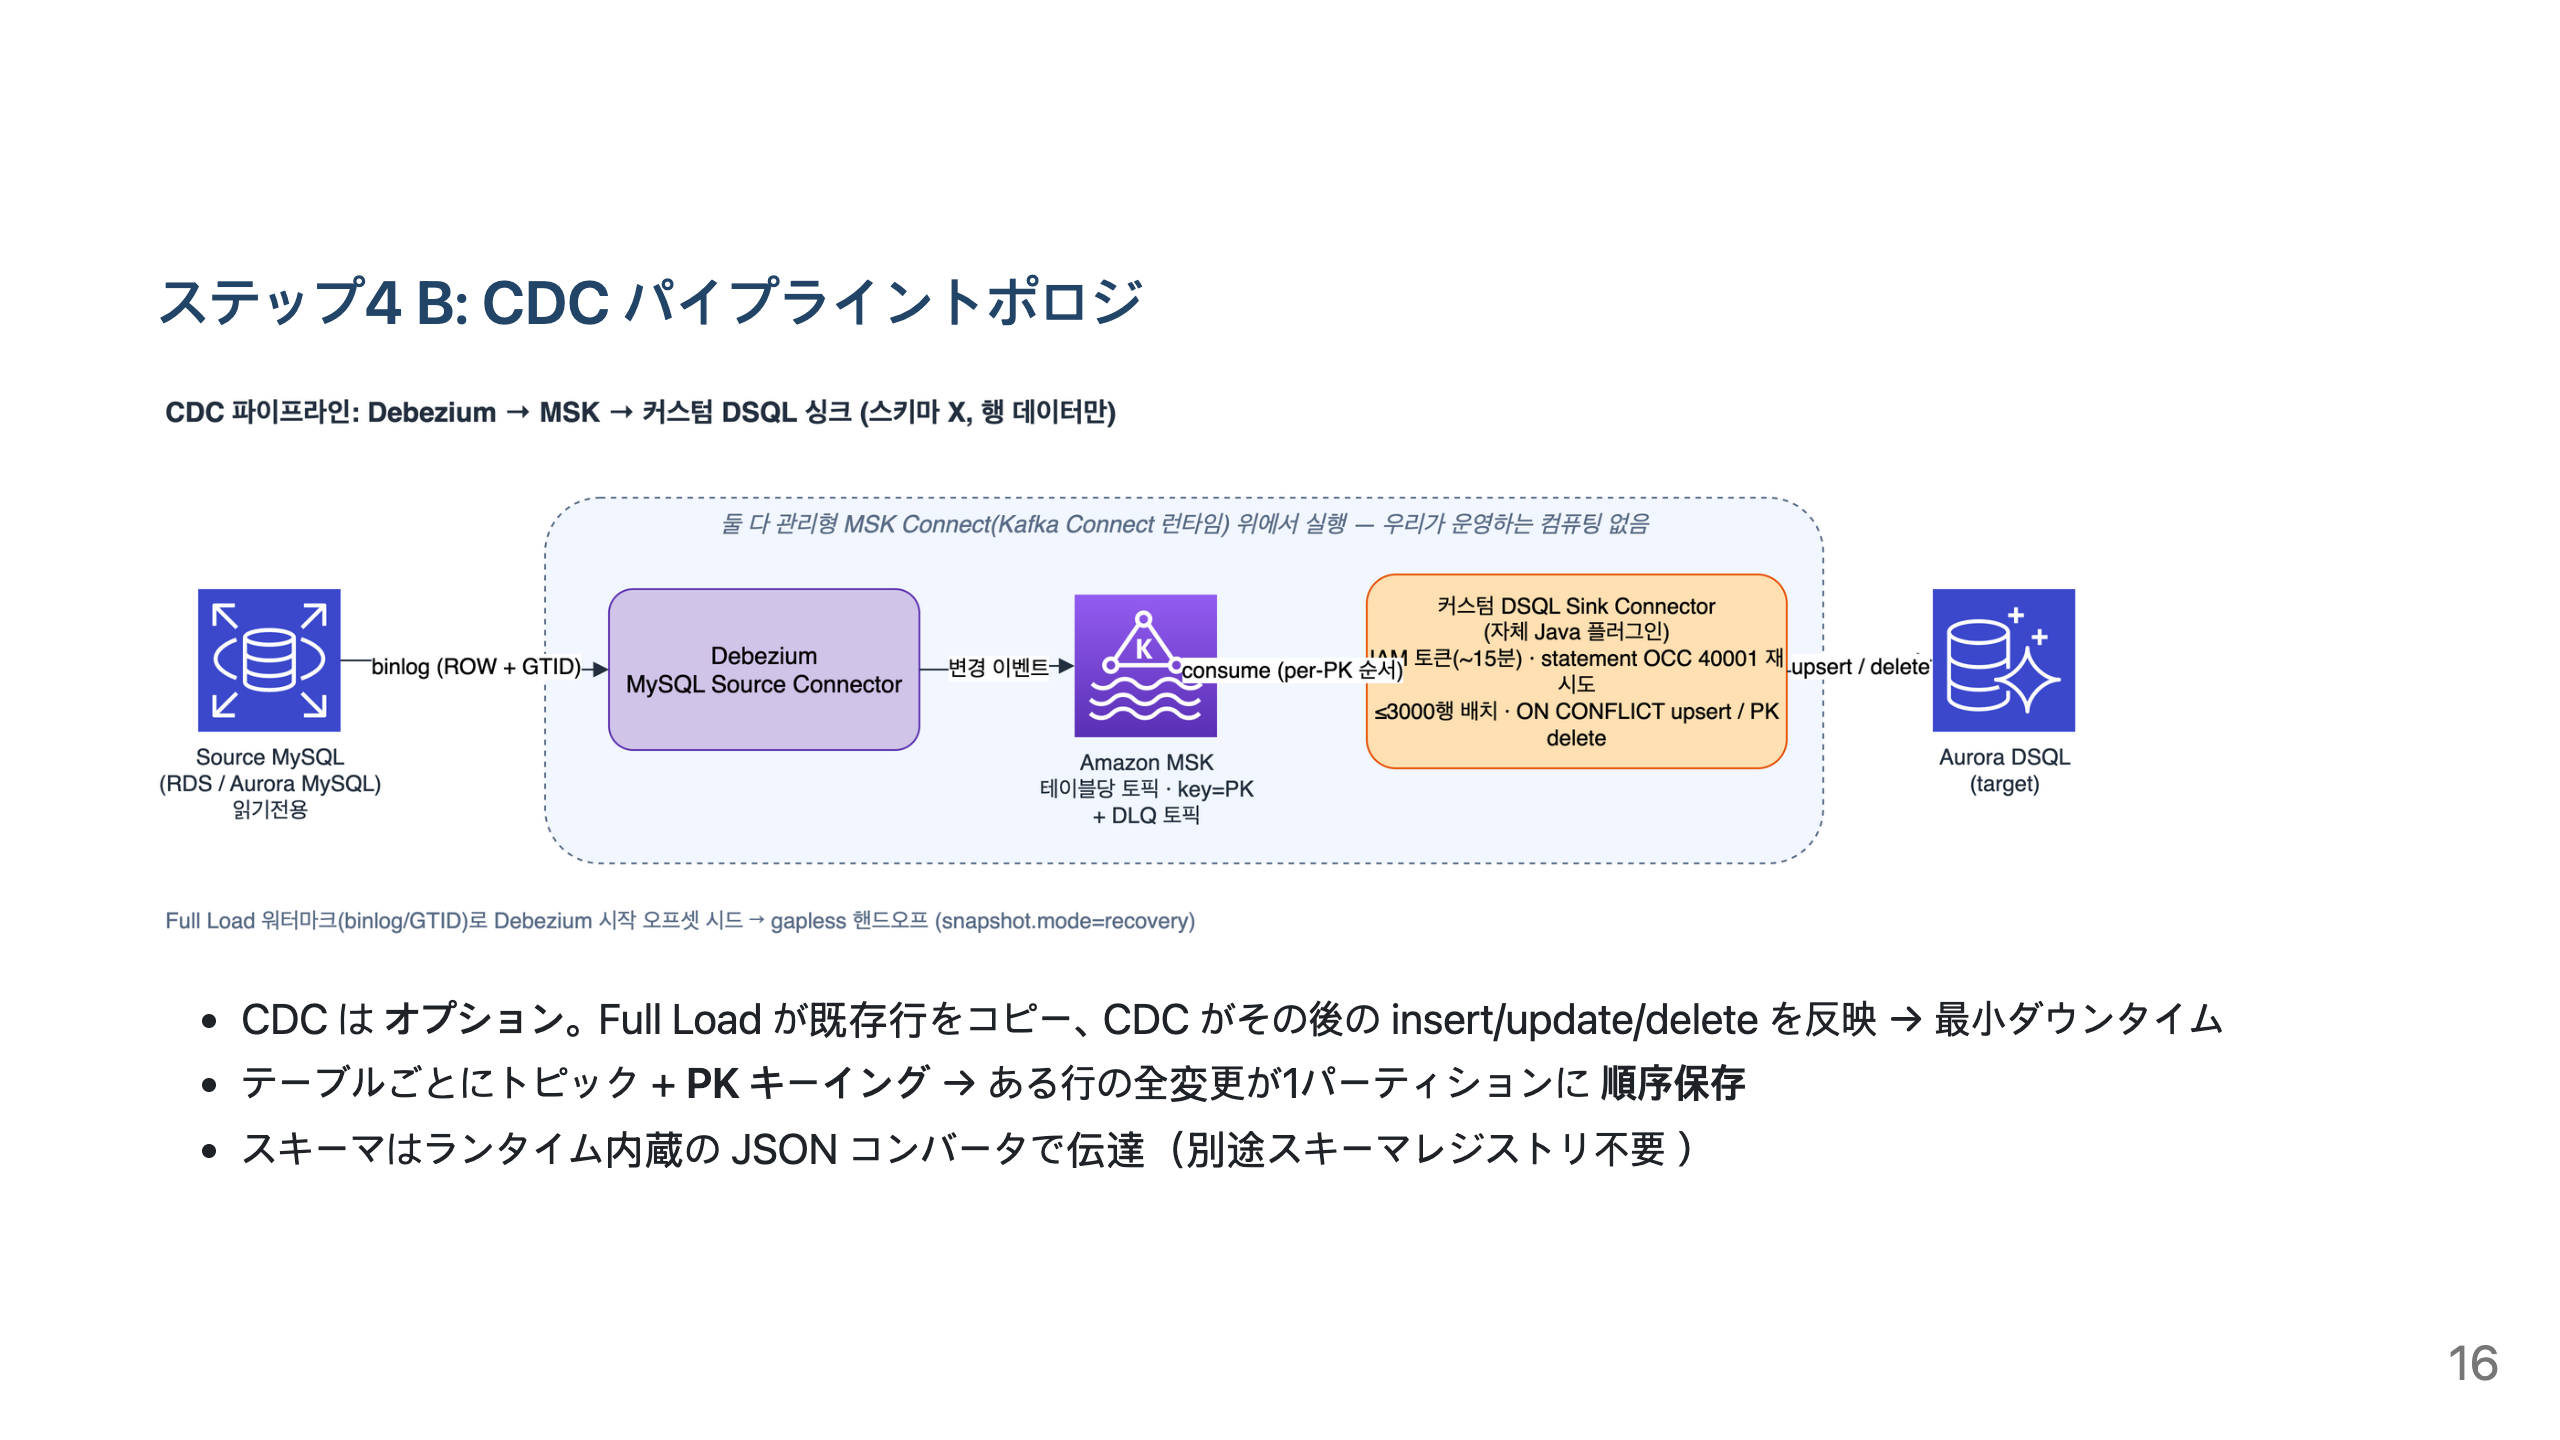 ステップ4 B: CDC パイプライントポロジ
CDC 파이프라인: Debezium → MSK → 커스텀 DSQL 싱크 (스키마 X, 행 데이터만)
둘 다 관리형 MSK Connect(Kafka Connect 런타임) 위에서 실행 — 우리가 운영하는 컴퓨팅 없음
binlog (ROW + GTID)
Source MySQL
(RDS / Aurora MySQL)
읽기전용
Debezium
MySQL Source Connector
변경 이벤트
K
Amazon MSK
테이블당 토픽 · key=PK
+ DLQ 토픽
consume (per-PK 순서)
커스텀 DSQL Sink Connector
(자체 Java 플러그인)
IAM 토큰(~15분) · statement OCC 40001 재
시도
≤3000행 배치 · ON CONFLICT upsert / PK
delete
upsert / delete
Aurora DSQL
(target)
Full Load 워터마크(binlog/GTID)로 Debezium 시작 오프셋 시드 → gapless 핸드오프 (snapshot.mode=recovery)
• CDC は オプション。Full Load が既存行をコピー、CDC がその後の insert/update/delete を反映 → 最小ダウンタイム
• テーブルごとにトピック + PK キーイング → ある行の全変更が1パーティションに 順序保存
• スキーマはランタイム内蔵の JSON コンバータで伝達（別途スキーマレジストリ不要 ）
16